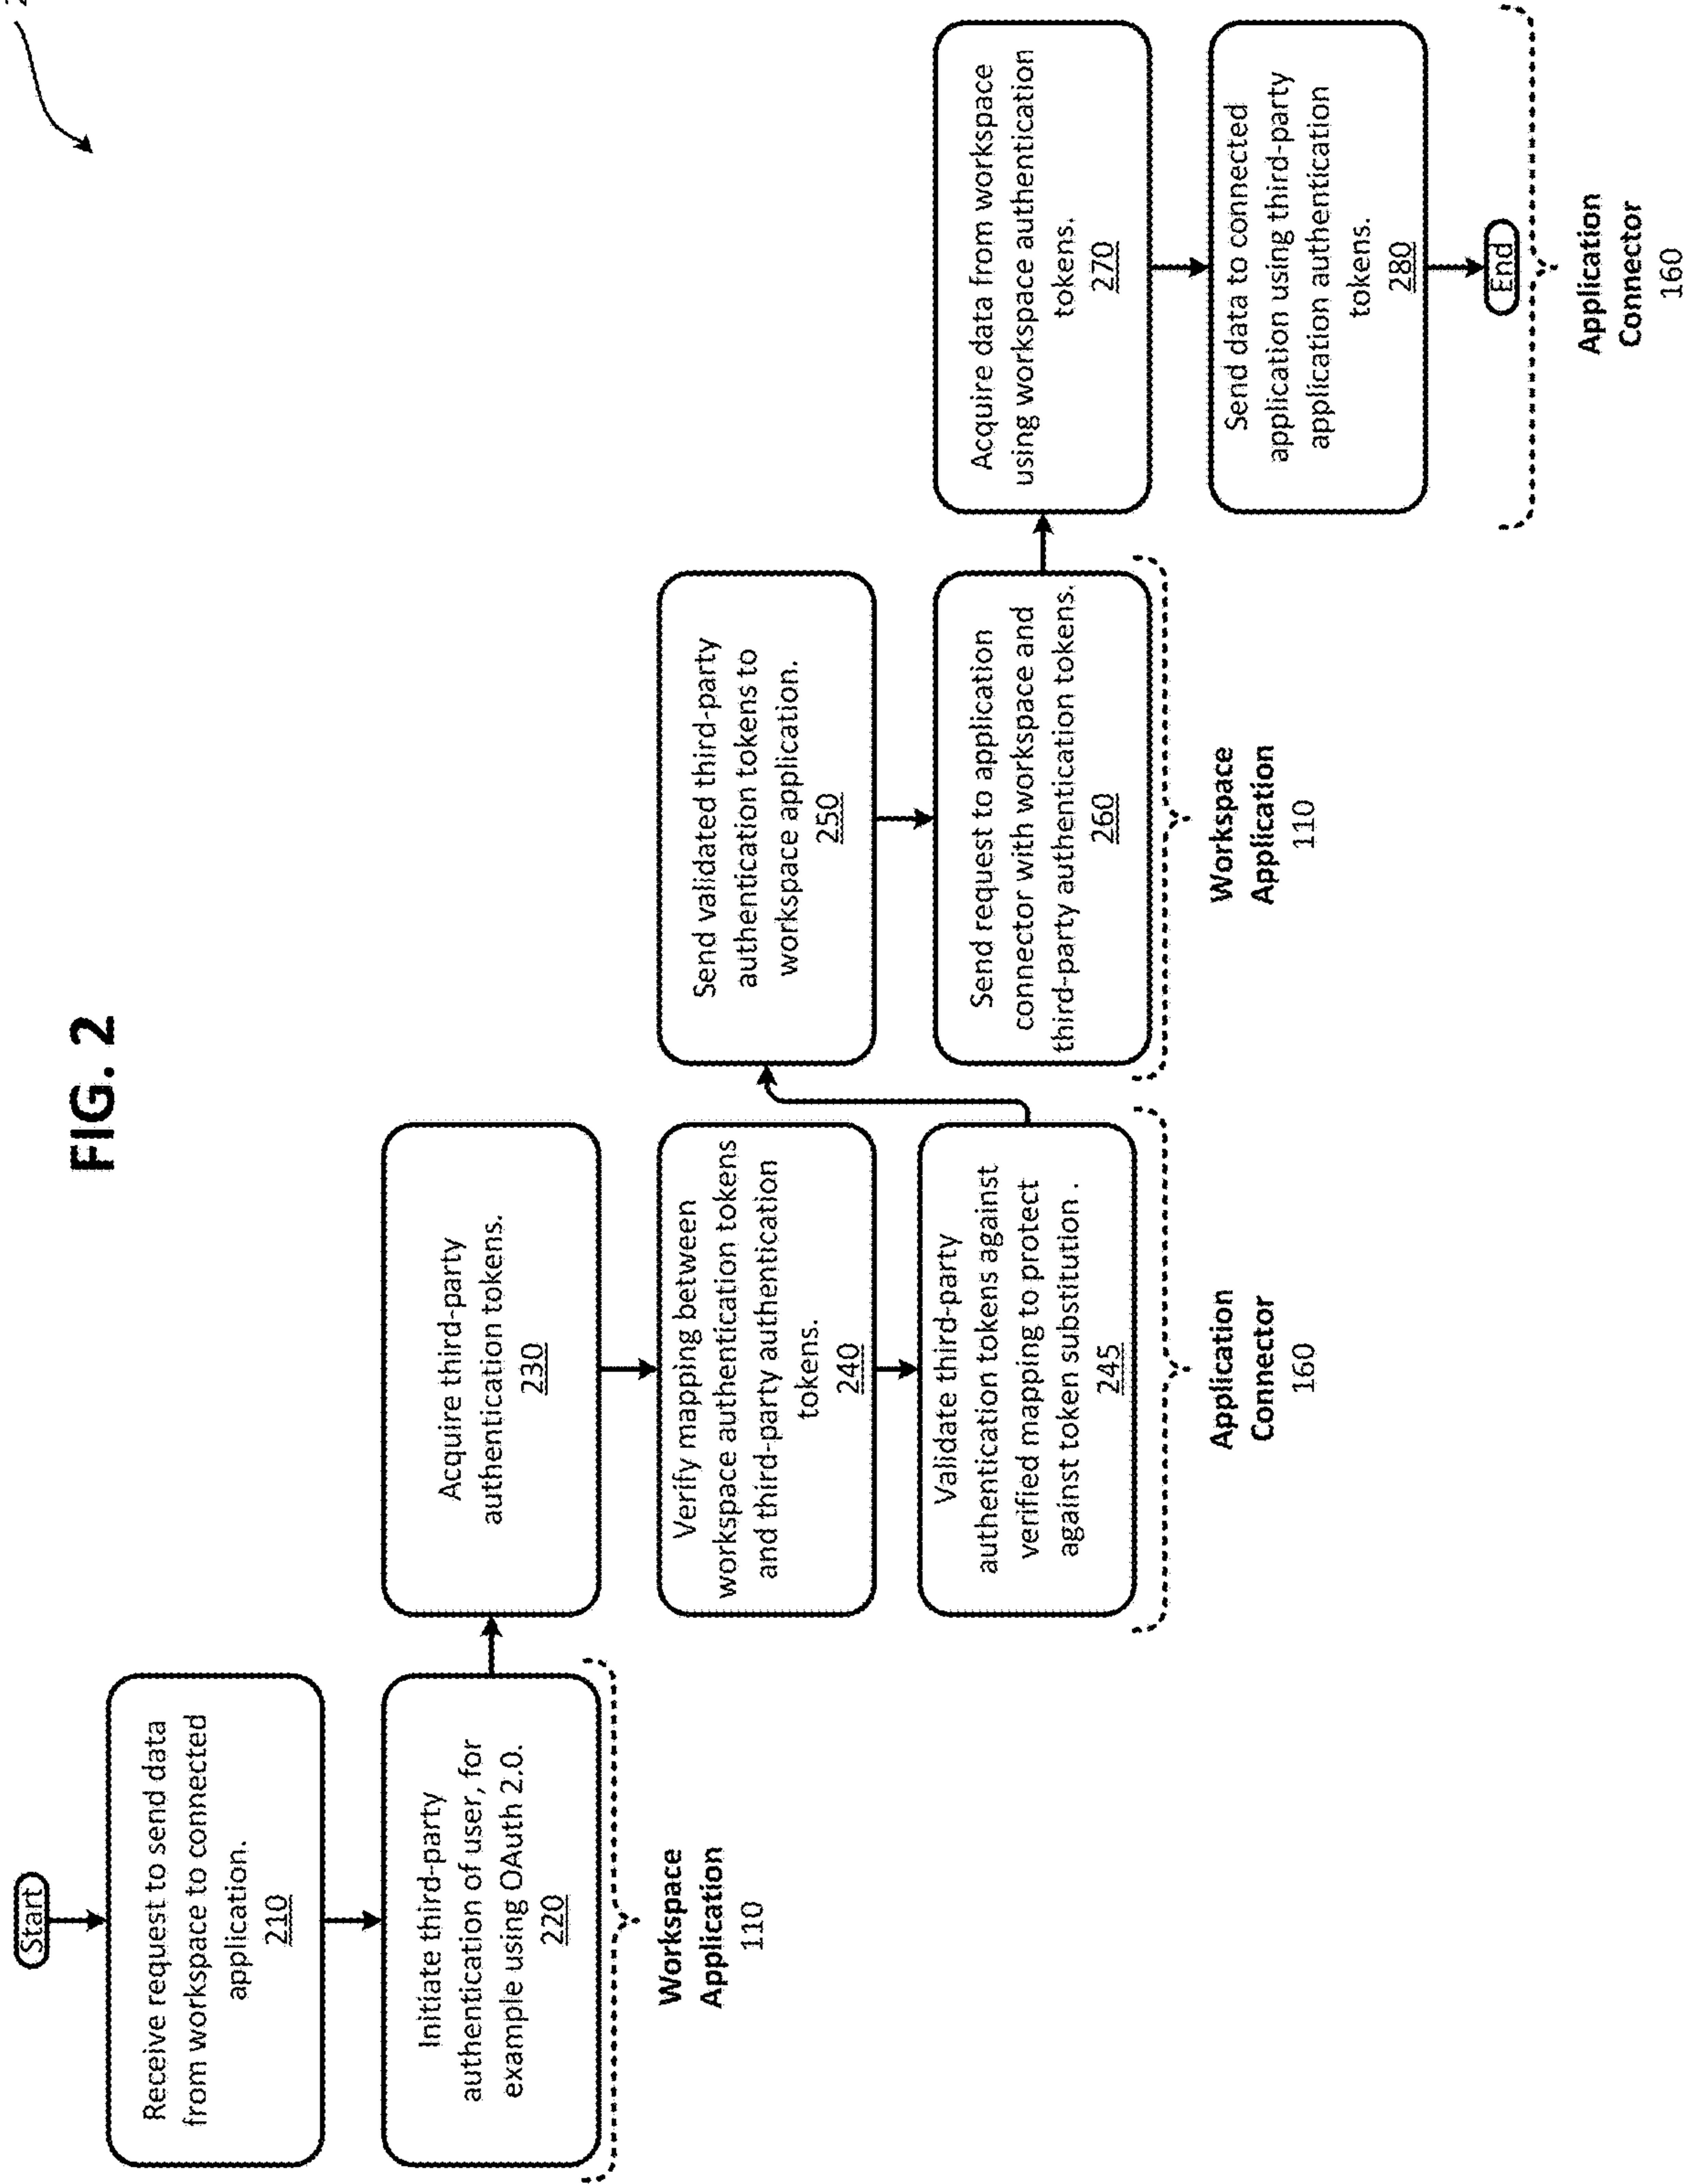 FIG. 2
Start
Receive request to send data
from workspace to connected
application.
210
Initiate third-party
authentication of user, for
example using OAuth 2.0.
220
Workspace
Application
110
Acquire third-party
authentication tokens.
230
Verify mapping between
workspace authentication tokens
and third-party authentication
tokens.
240
Validate third-party
authentication tokens against
verified mapping to protect
against token substitution .
245
Application
Connector
160
Send validated third-party
authentication tokens to
workspace application.
250
Send request to application
connector with workspace and
third-party authentication tokens.
260
Workspace
Application
110
Acquire data from workspace
using workspace authentication
tokens.
270
Send data to connected
application using third-party
application authentication
tokens.
280
End
Application
Connector
160